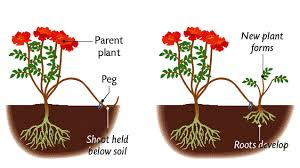 Parent
plant
Peg
Shoot held
below soil
New plant
forms
Roots develop